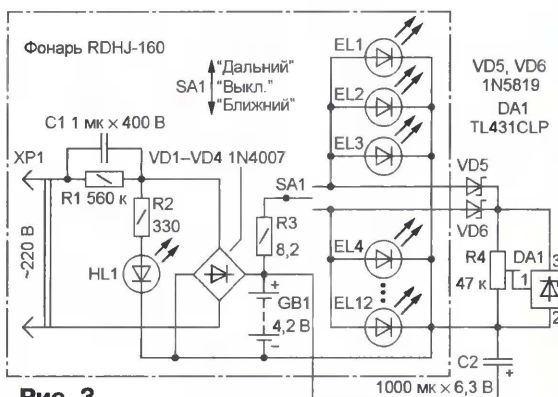 Фонарь RDHJ-160
SA1
"Дальний"
"Выкл."
"Ближний"
EL1
EL2
EL3
VD5, VD6
1N5819
DA1
TL431CLP
C1 1 мк × 400 В
XP1
R1 560 к
VD1–VD4 1N4007
R2
330
HL1
~220 В
SA1
R3
8,2
GB1
4,2 В
+
−
EL4
EL12
VD5
VD6
R4
47 к
DA1
1
3
2
C2
+
1000 мк × 6,3 В
Рис. 3